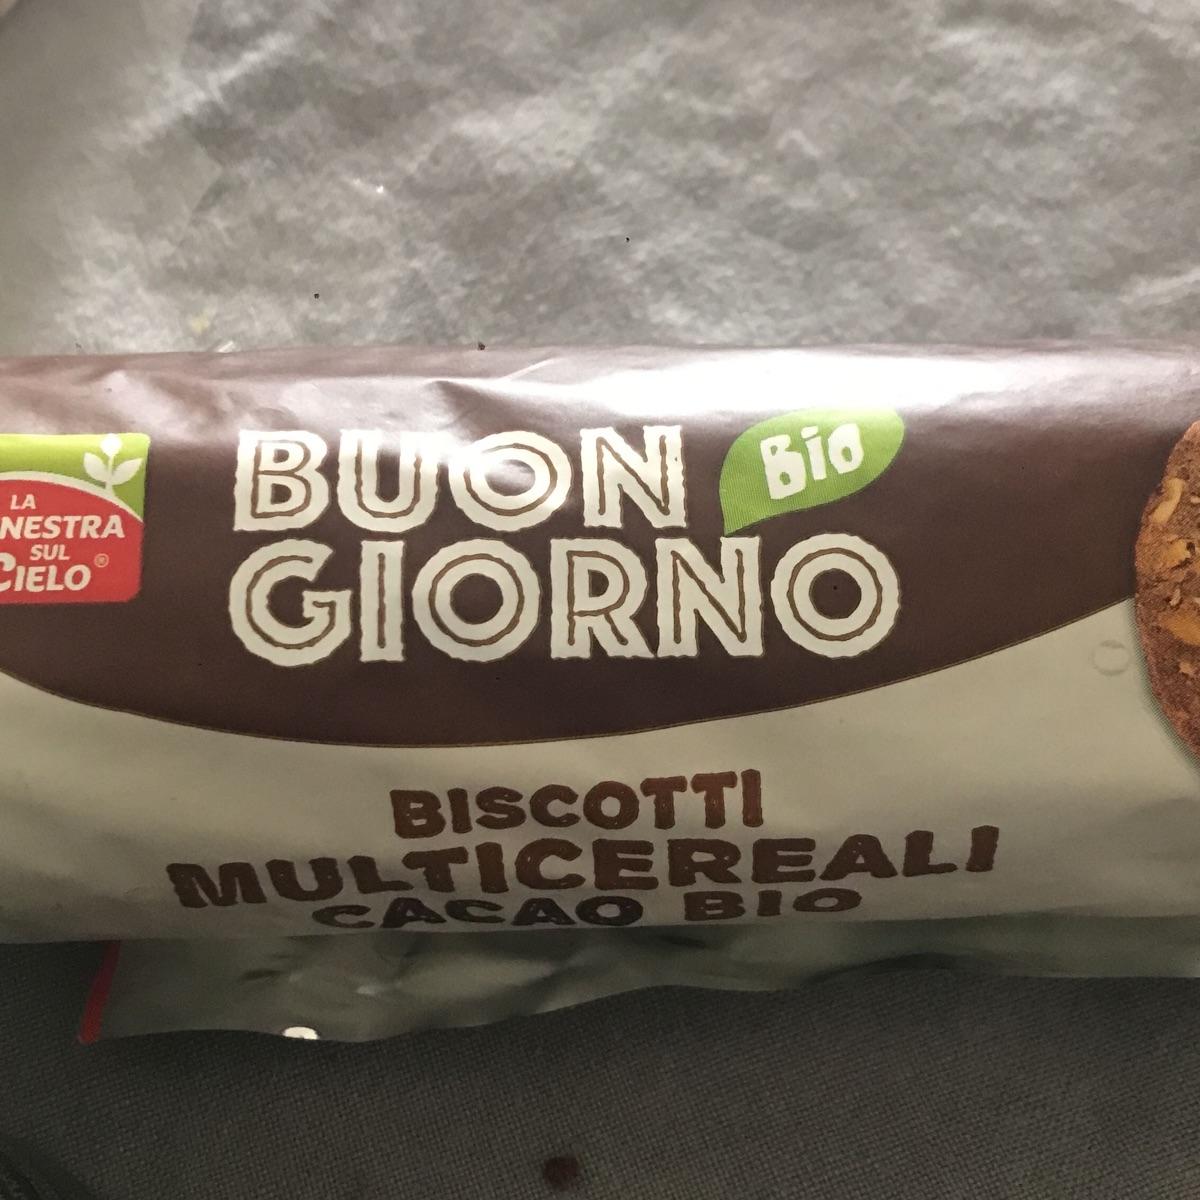 LA
NESTRA
SUL
CIELO®
BUON
GIORNO
Bio
BISCOTTI
MULTICEREALI
CACAO BIO